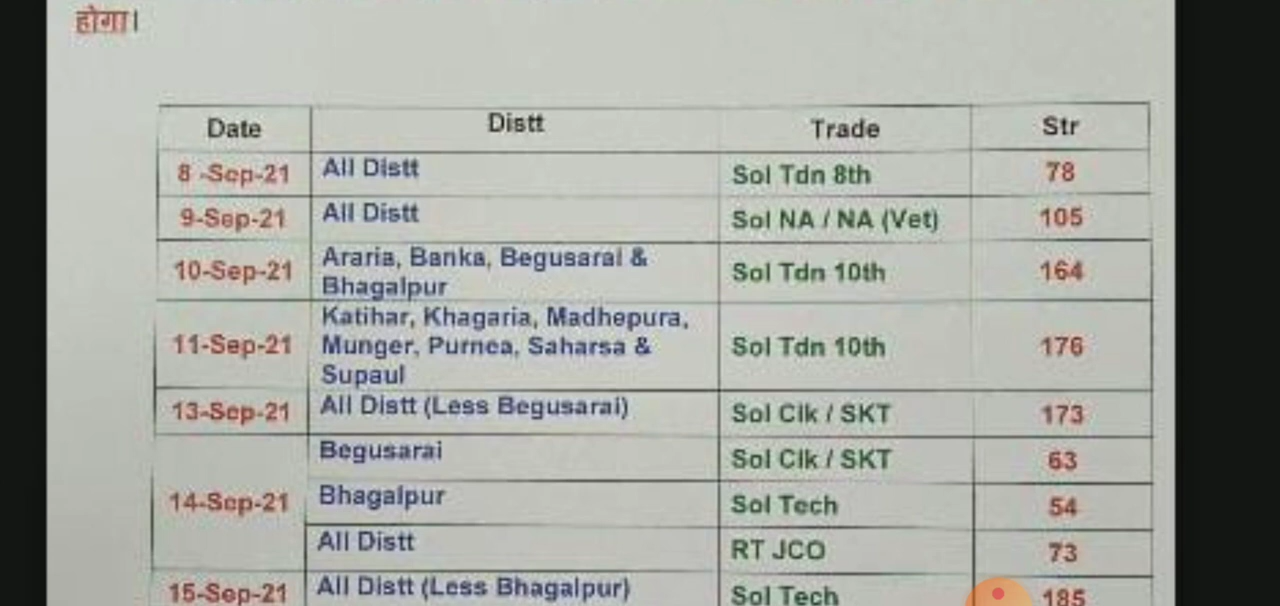 होगा।
Date Distt Trade Str
8 -Sep-21 All Distt Sol Tdn 8th 78
9-Sep-21 All Distt Sol NA / NA (Vet) 105
10-Sep-21 Araria, Banka, Begusarai & Bhagalpur Sol Tdn 10th 164
11-Sep-21 Katihar, Khagaria, Madhepura, Munger, Purnea, Saharsa & Supaul Sol Tdn 10th 176
13-Sep-21 All Distt (Less Begusarai) Sol Clk / SKT 173
14-Sep-21 Begusarai Sol Clk / SKT 63
Bhagalpur Sol Tech 54
All Distt RT JCO 73
15-Sep-21 All Distt (Less Bhagalpur) Sol Tech 185